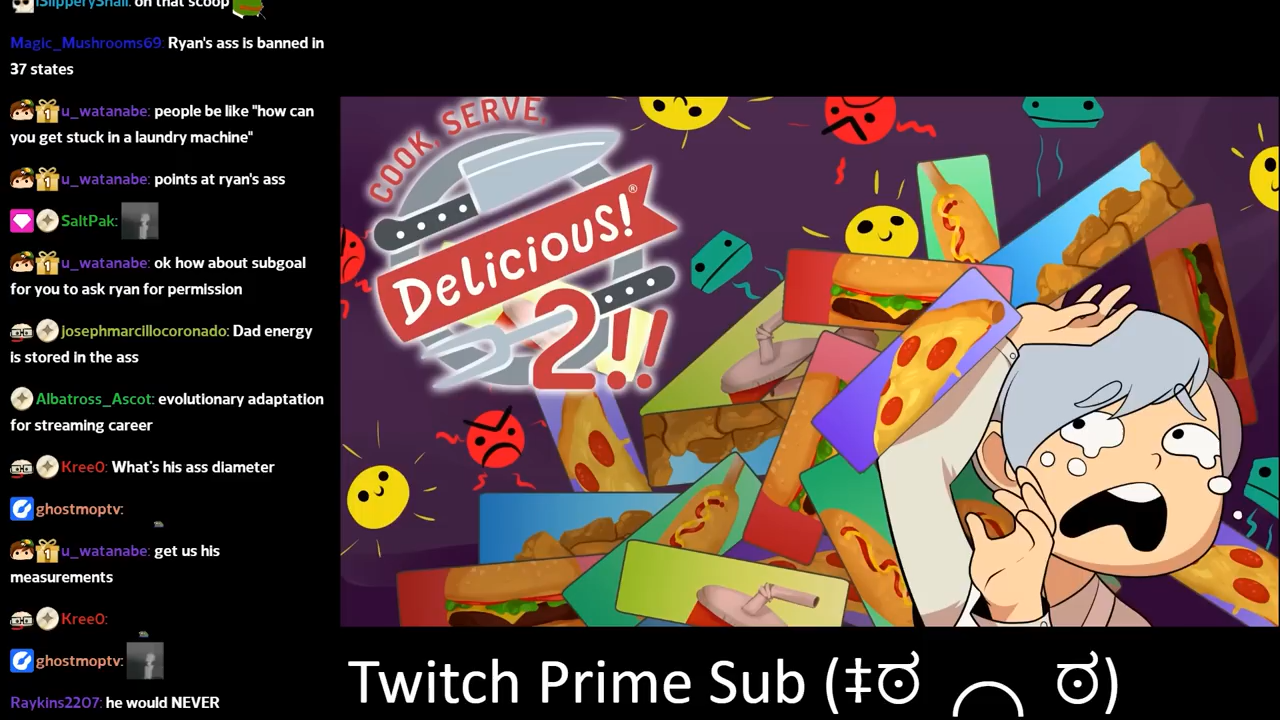 iSlipperySnail: on that scoop
Magic_Mushrooms69: Ryan's ass is banned in
37 states
u_watanabe: people be like "how can
you get stuck in a laundry machine"
u_watanabe: points at ryan's ass
SaltPak:
u_watanabe: ok how about subgoal
for you to ask ryan for permission
josephmarcillocoronado: Dad energy
is stored in the ass
Albatross_Ascot: evolutionary adaptation
for streaming career
KreeO: What's his ass diameter
ghostmoptv:
u_watanabe: get us his
measurements
KreeO:
ghostmoptv:
Raykins2207: he would NEVER
COOK, SERVE,
Delicious!®
2!!
Twitch Prime Sub (‡ಠ ⁀ ಠ)